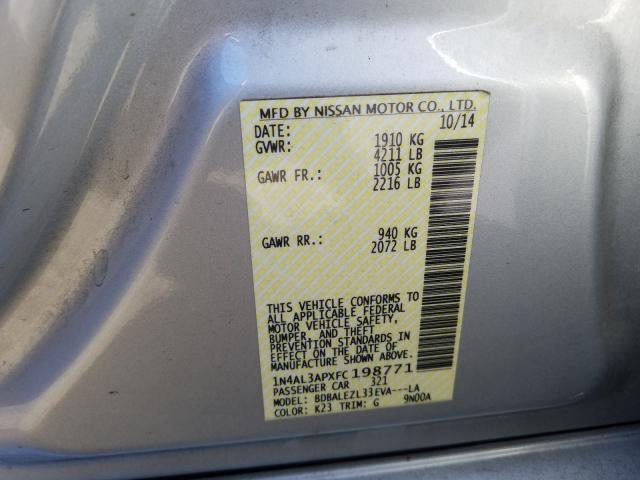 MFD BY NISSAN MOTOR CO., LTD.
DATE: 10/14
GVWR: 1910 KG
4211 LB
GAWR FR.: 1005 KG
2216 LB
GAWR RR.: 940 KG
2072 LB
THIS VEHICLE CONFORMS TO
ALL APPLICABLE FEDERAL
MOTOR VEHICLE SAFETY,
BUMPER, AND THEFT
PREVENTION STANDARDS IN
EFFECT ON THE DATE OF
MANUFACTURE SHOWN ABOVE.
1N4AL3APXFC198771
PASSENGER CAR 321
MODEL: BDBALEZL33EVA---LA
COLOR: K23 TRIM: G 9N00A